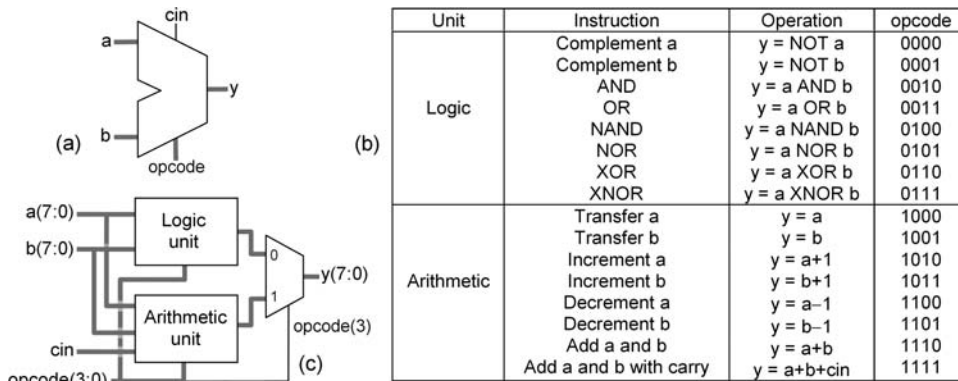 cin
a
b
y
opcode
(a)
(b)
Unit Instruction Operation opcode
Logic
Complement a y = NOT a 0000
Complement b y = NOT b 0001
AND y = a AND b 0010
OR y = a OR b 0011
NAND y = a NAND b 0100
NOR y = a NOR b 0101
XOR y = a XOR b 0110
XNOR y = a XNOR b 0111
Arithmetic
Transfer a y = a 1000
Transfer b y = b 1001
Increment a y = a+1 1010
Increment b y = b+1 1011
Decrement a y = a−1 1100
Decrement b y = b−1 1101
Add a and b y = a+b 1110
Add a and b with carry y = a+b+cin 1111
a(7:0)
b(7:0)
Logic
unit
0
y(7:0)
1
Arithmetic
unit
opcode(3)
cin
(c)
opcode(3:0)